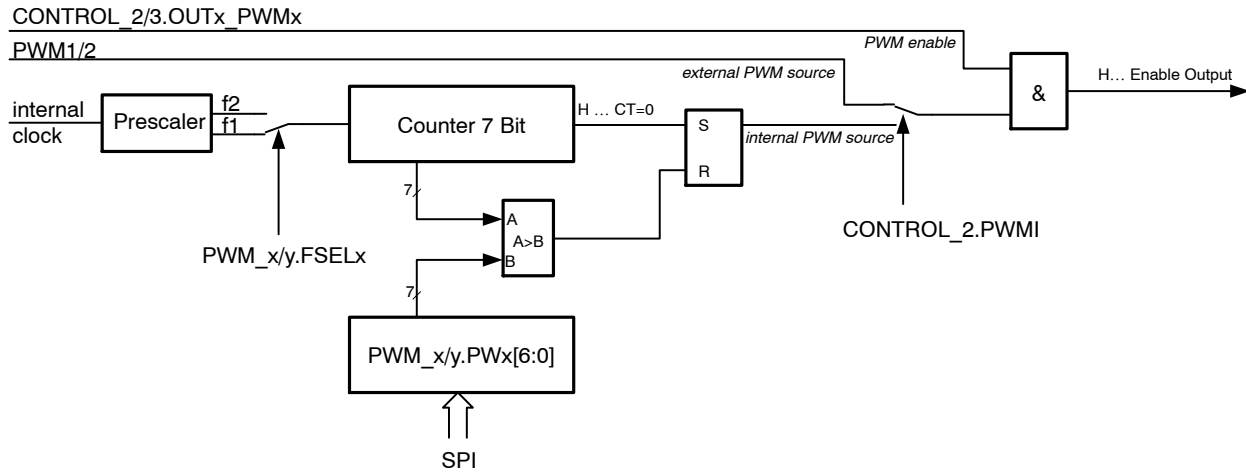 CONTROL_2/3.OUTx_PWMx
PWM1/2
PWM enable
external PWM source
H... Enable Output
&
internal
clock
Prescaler
f2
f1
Counter 7 Bit
H ... CT=0
S
R
internal PWM source
7
A
A>B
B
PWM_x/y.FSELx
CONTROL_2.PWMI
7
PWM_x/y.PWx[6:0]
SPI